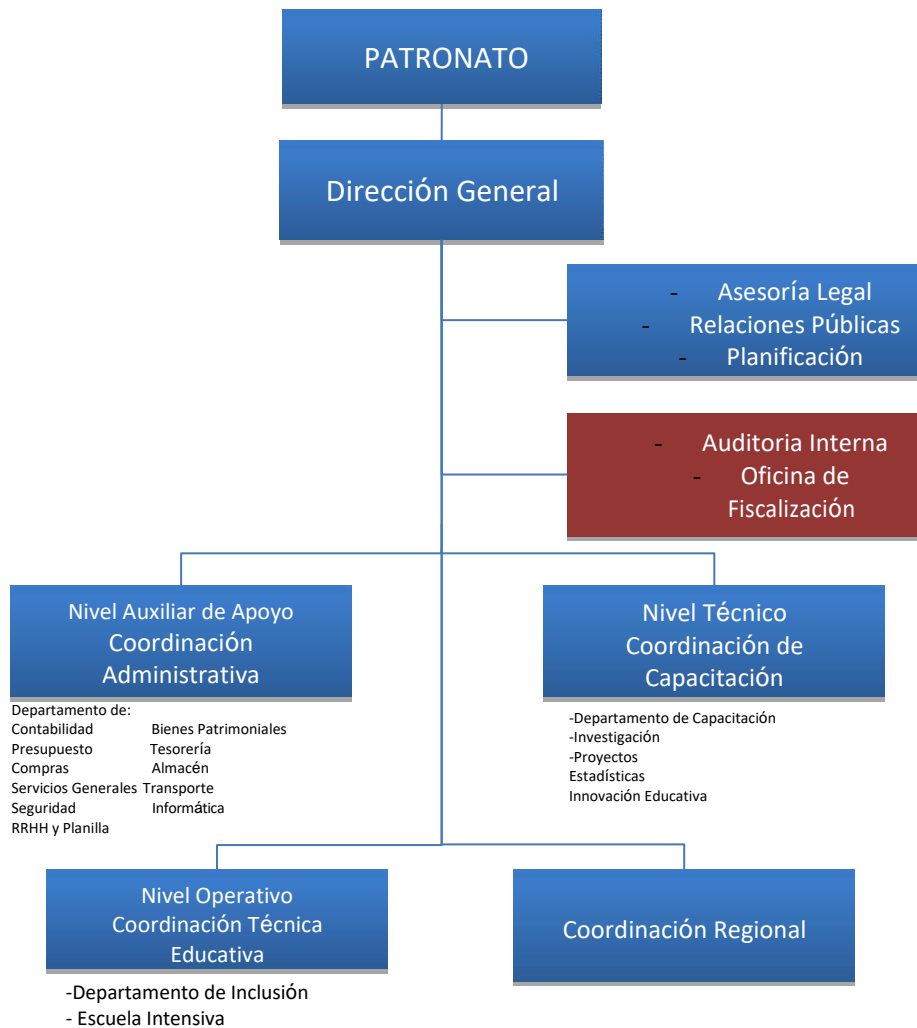 PATRONATO
Dirección General
- Asesoría Legal
- Relaciones Públicas
- Planificación
- Auditoria Interna
- Oficina de
Fiscalización
Nivel Auxiliar de Apoyo
Coordinación
Administrativa
Departamento de:
Contabilidad Bienes Patrimoniales
Presupuesto Tesorería
Compras Almacén
Servicios Generales Transporte
Seguridad Informática
RRHH y Planilla
Nivel Técnico
Coordinación de
Capacitación
-Departamento de Capacitación
-Investigación
-Proyectos
Estadísticas
Innovación Educativa
Nivel Operativo
Coordinación Técnica
Educativa
-Departamento de Inclusión
- Escuela Intensiva
Coordinación Regional